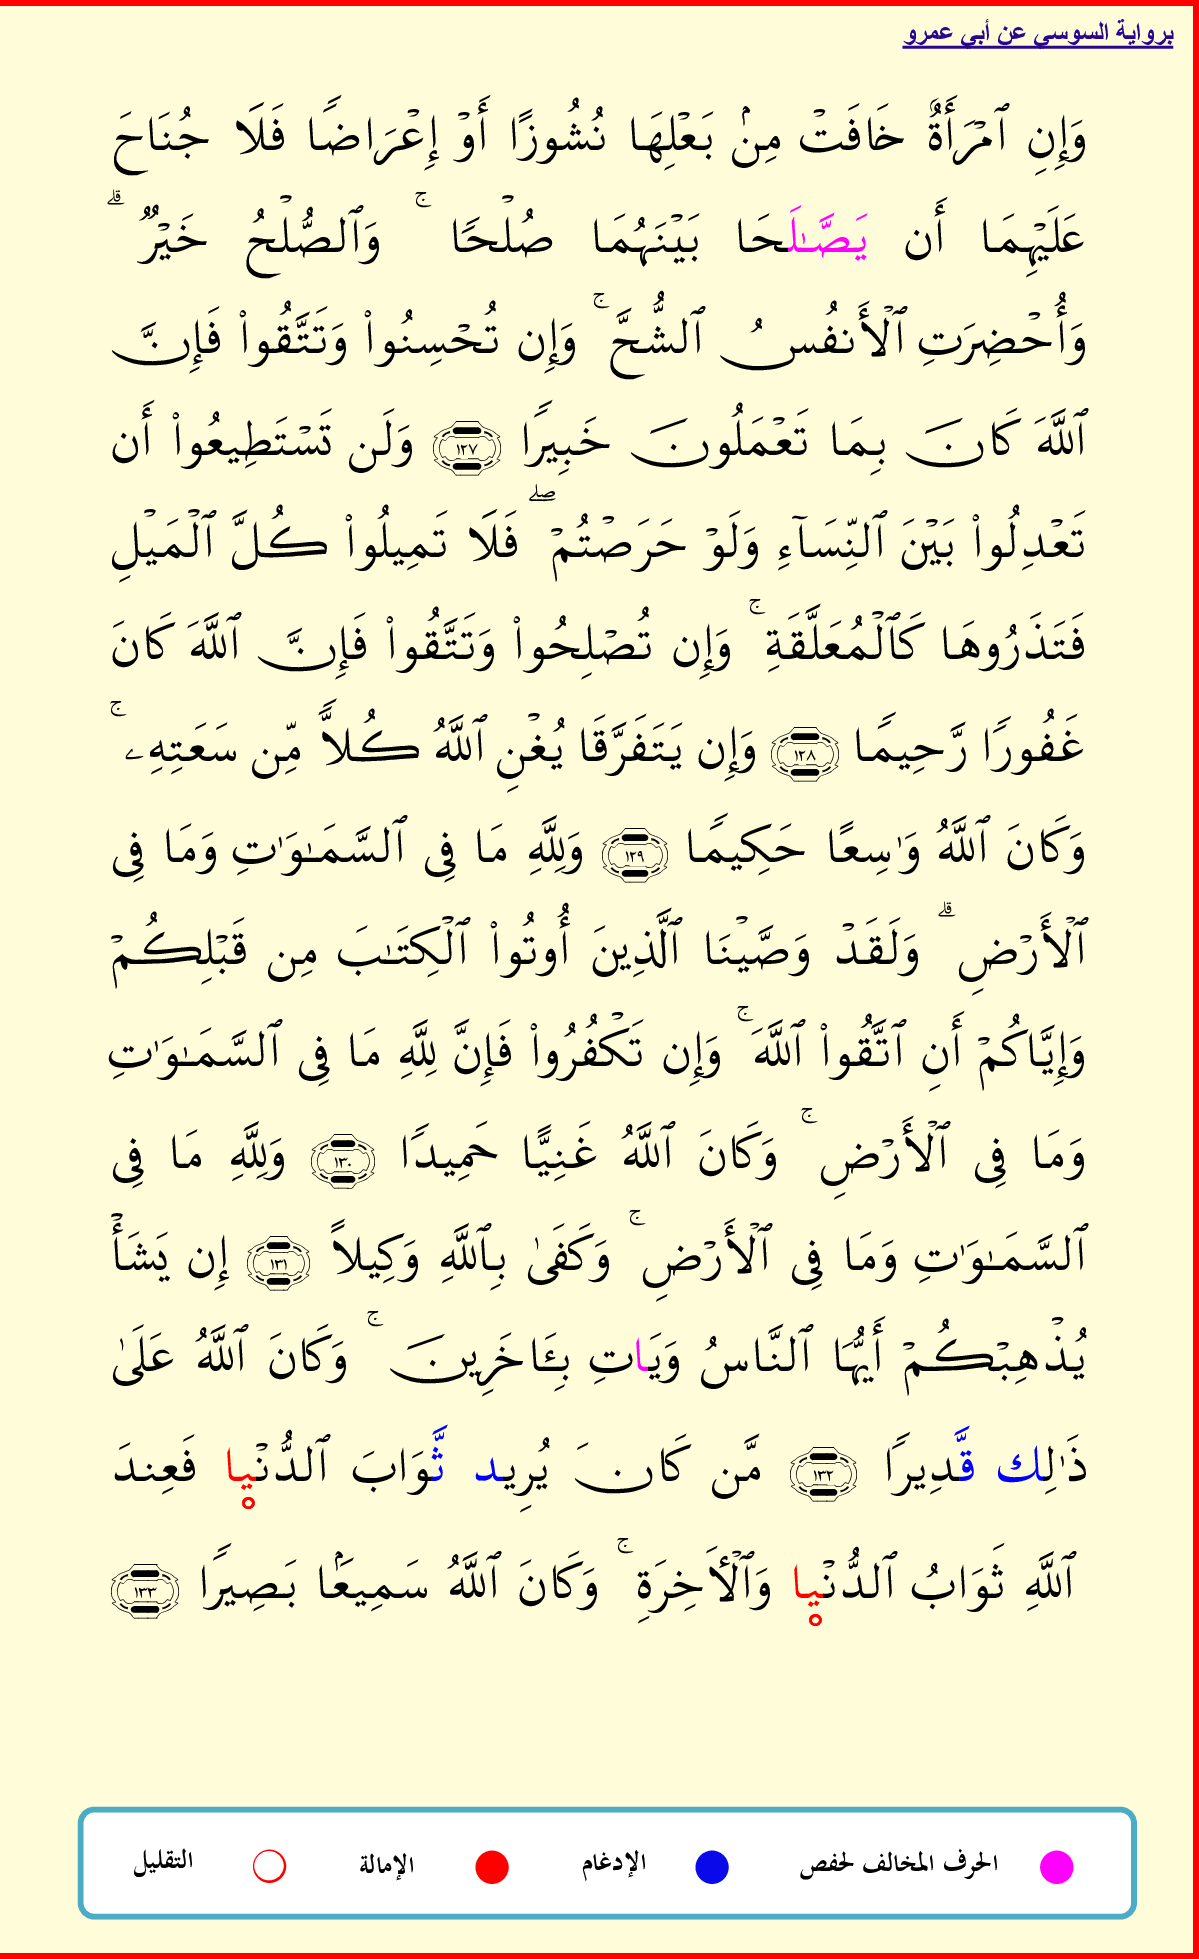 برواية السوسي عن أبي عمرو
وَإِنِ ٱمۡرَأَةٌ خَافَتۡ مِنۢ بَعۡلِهَا نُشُوزًا أَوۡ إِعۡرَاضًا فَلَا جُنَاحَ
عَلَيۡهِمَا أَن يَصَّـٰلَحَا بَيۡنَهُمَا صُلۡحًا ۚ وَٱلصُّلۡحُ خَيۡرٌ ۗ
وَأُحۡضِرَتِ ٱلۡأَنفُسُ ٱلشُّحَّ ۚ وَإِن تُحۡسِنُوا۟ وَتَتَّقُوا۟ فَإِنَّ
ٱللَّهَ كَانَ بِمَا تَعۡمَلُونَ خَبِيرًا ١٢٧ وَلَن تَسۡتَطِيعُوا۟ أَن
تَعۡدِلُوا۟ بَيۡنَ ٱلنِّسَآءِ وَلَوۡ حَرَصۡتُمۡ ۖ فَلَا تَمِيلُوا۟ كُلَّ ٱلۡمَيۡلِ
فَتَذَرُوهَا كَٱلۡمُعَلَّقَةِ ۚ وَإِن تُصۡلِحُوا۟ وَتَتَّقُوا۟ فَإِنَّ ٱللَّهَ كَانَ
غَفُورًا رَّحِيمًا ١٢٨ وَإِن يَتَفَرَّقَا يُغۡنِ ٱللَّهُ كُلًّا مِّن سَعَتِهِۦ ۚ
وَكَانَ ٱللَّهُ وَٰسِعًا حَكِيمًا ١٢٩ وَلِلَّهِ مَا فِى ٱلسَّمَـٰوَٰتِ وَمَا فِى
ٱلۡأَرۡضِ ۗ وَلَقَدۡ وَصَّيۡنَا ٱلَّذِينَ أُوتُوا۟ ٱلۡكِتَـٰبَ مِن قَبۡلِكُمۡ
وَإِيَّاكُمۡ أَنِ ٱتَّقُوا۟ ٱللَّهَ ۚ وَإِن تَكۡفُرُوا۟ فَإِنَّ لِلَّهِ مَا فِى ٱلسَّمَـٰوَٰتِ
وَمَا فِى ٱلۡأَرۡضِ ۚ وَكَانَ ٱللَّهُ غَنِيًّا حَمِيدًا ١٣٠ وَلِلَّهِ مَا فِى
ٱلسَّمَـٰوَٰتِ وَمَا فِى ٱلۡأَرۡضِ ۚ وَكَفَىٰ بِٱللَّهِ وَكِيلًا ١٣١ إِن يَشَأۡ
يُذۡهِبۡكُمۡ أَيُّهَا ٱلنَّاسُ وَيَاتِ بِـَٔاخَرِينَ ۚ وَكَانَ ٱللَّهُ عَلَىٰ
ذَٰلِك قَّدِيرًا ١٣٢ مَّن كَانَ يُرِيد ثَّوَابَ ٱلدُّنۡيا فَعِندَ
ٱللَّهِ ثَوَابُ ٱلدُّنۡيا وَٱلۡأَخِرَةِ ۚ وَكَانَ ٱللَّهُ سَمِيعَۢا بَصِيرًا ١٣٣
الحرف المخالف لحفص الإدغام الإمالة التقليل